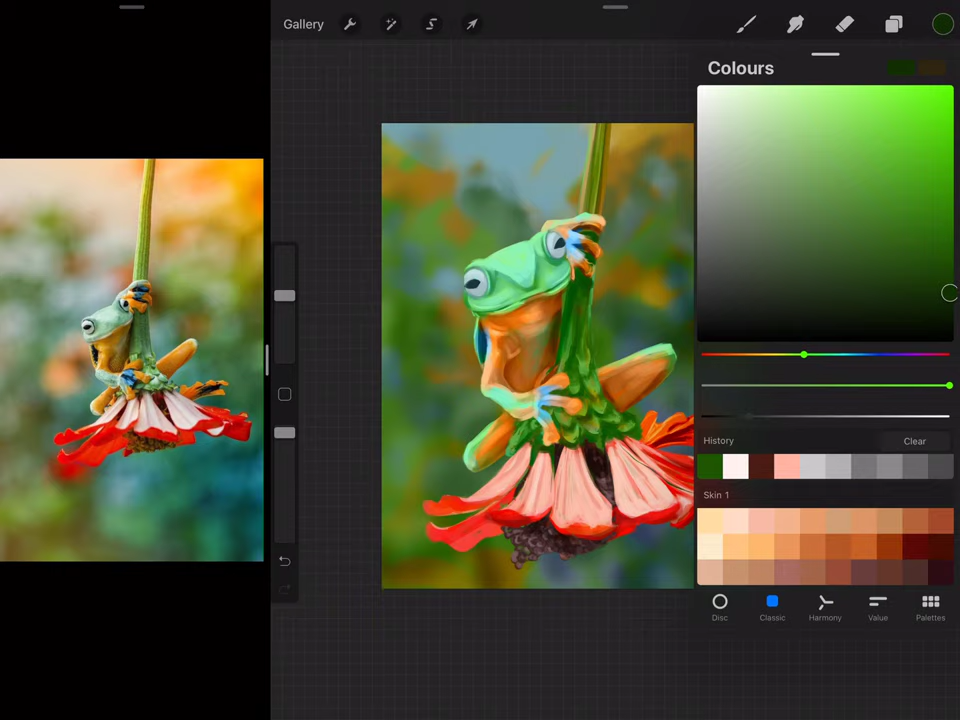 Gallery
Colours
History
Clear
Skin 1
Disc
Classic
Harmony
Value
Palettes